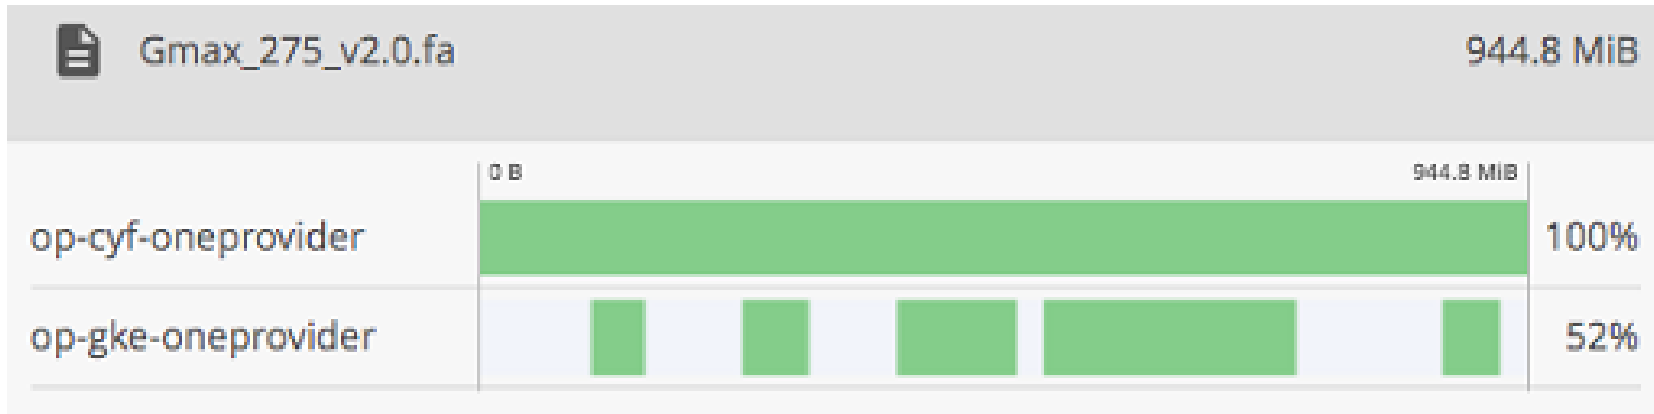 Gmax_275_v2.0.fa 944.8 MiB
0 B 944.8 MiB
op-cyf-oneprovider 100%
op-gke-oneprovider 52%